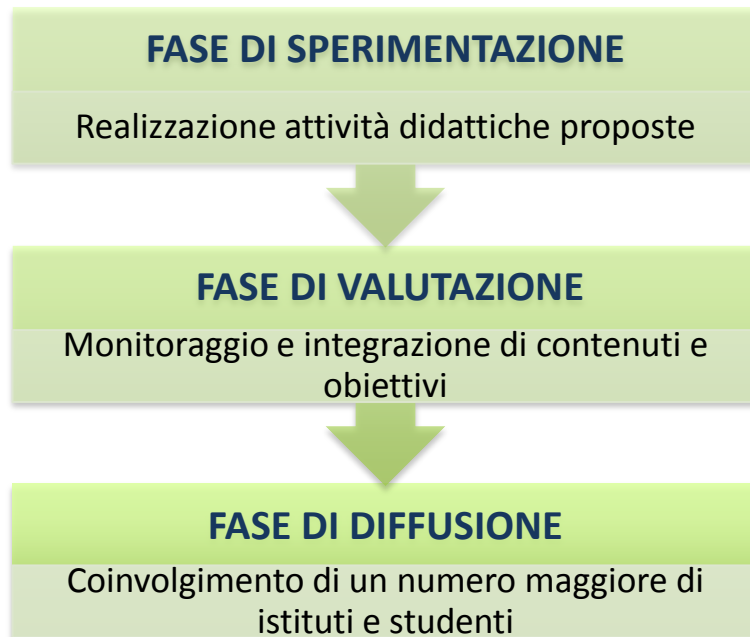 FASE DI SPERIMENTAZIONE
Realizzazione attività didattiche proposte
FASE DI VALUTAZIONE
Monitoraggio e integrazione di contenuti e
obiettivi
FASE DI DIFFUSIONE
Coinvolgimento di un numero maggiore di
istituti e studenti